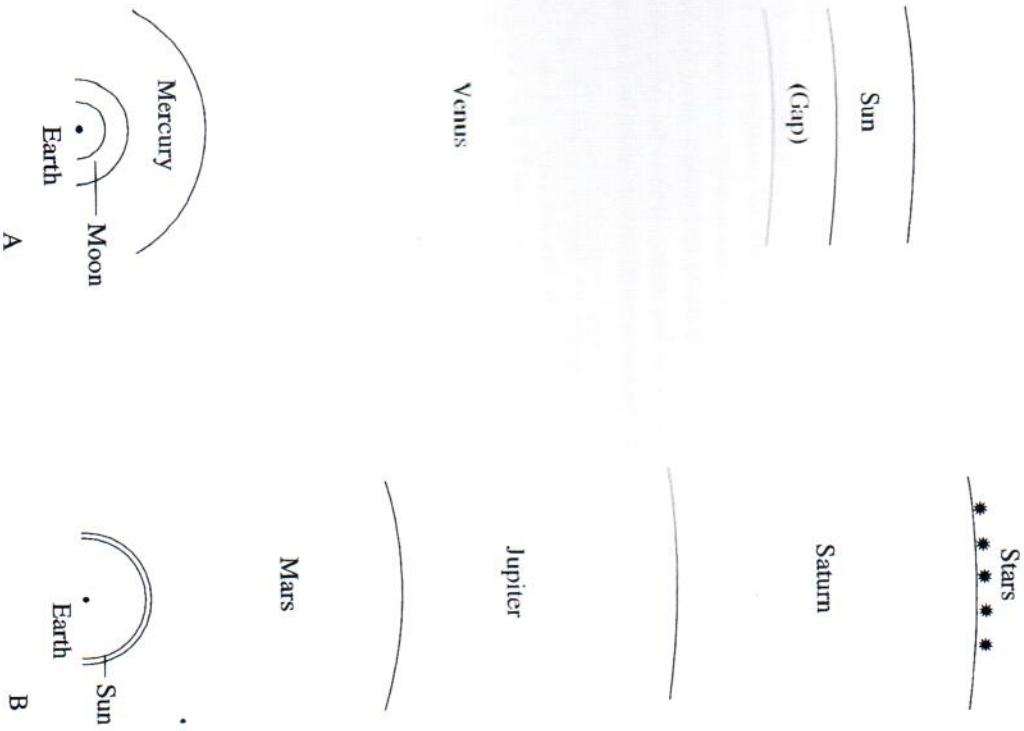 Sun
(Gap)
Venus
Mercury
Earth
Moon
A
Stars
Saturn
Jupiter
Mars
Earth
Sun
B